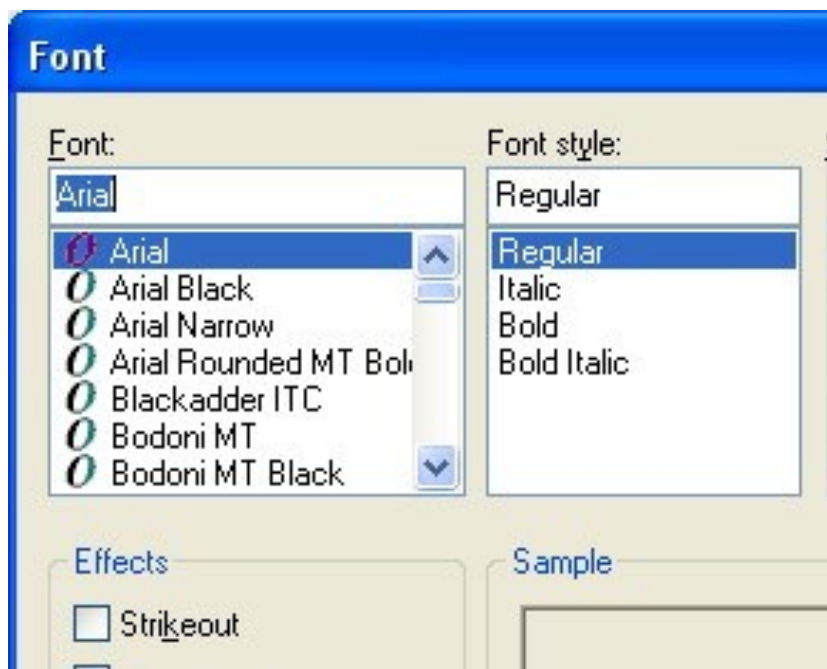 Font
Font:
Arial
Arial
Arial Black
Arial Narrow
Arial Rounded MT Bol
Blackadder ITC
Bodoni MT
Bodoni MT Black
Font style:
Regular
Regular
Italic
Bold
Bold Italic
Effects
Strikeout
Sample